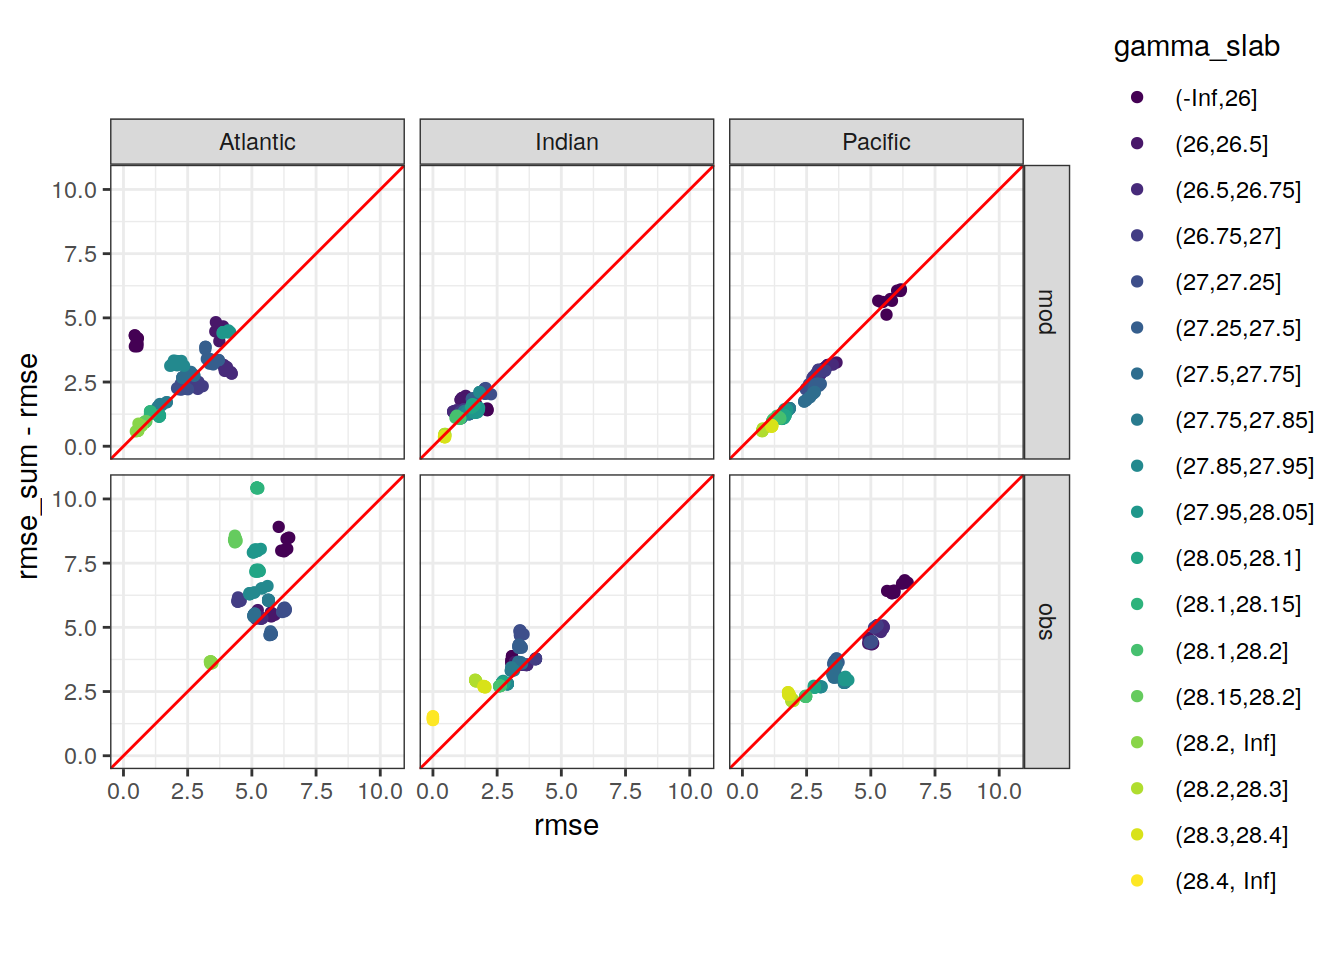 gamma_slab
(-Inf,26]
(26,26.5]
(26.5,26.75]
(26.75,27]
(27,27.25]
(27.25,27.5]
(27.5,27.75]
(27.75,27.85]
(27.85,27.95]
(27.95,28.05]
(28.05,28.1]
(28.1,28.15]
(28.1,28.2]
(28.15,28.2]
(28.2, Inf]
(28.2,28.3]
(28.3,28.4]
(28.4, Inf]
Atlantic Indian Pacific
10.0
7.5
5.0
2.5
0.0
mod
10.0
7.5
5.0
2.5
0.0
obs
rmse_sum - rmse
0.0 2.5 5.0 7.5 10.0 0.0 2.5 5.0 7.5 10.0 0.0 2.5 5.0 7.5 10.0
rmse